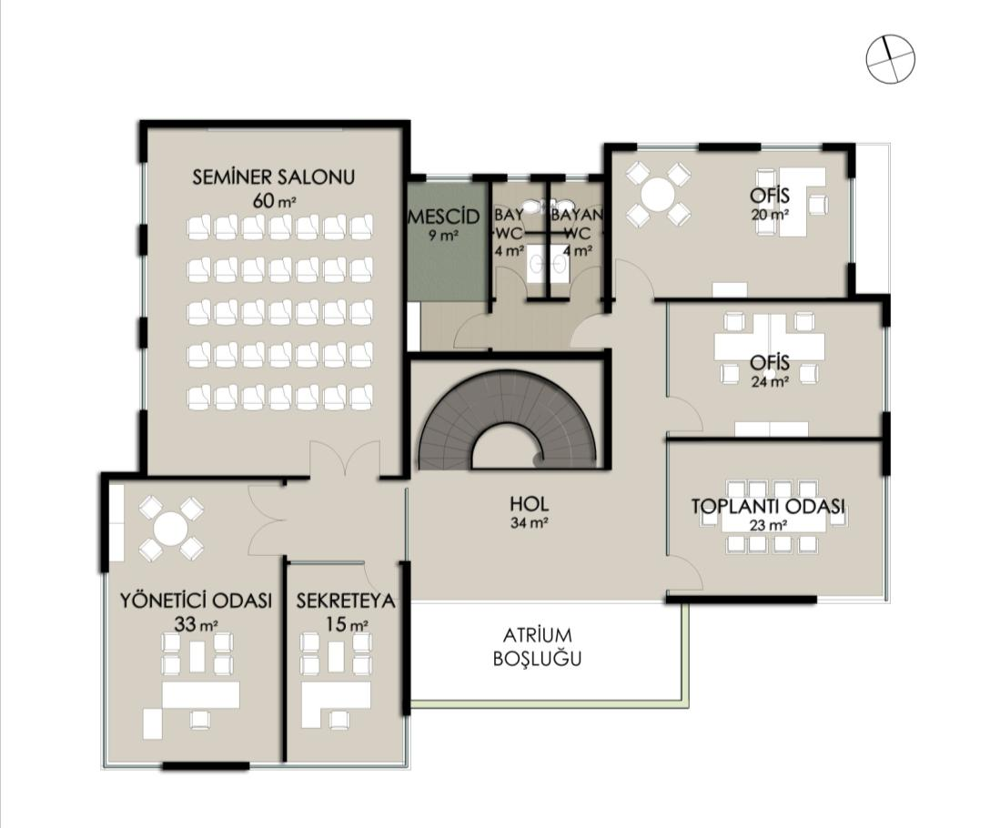 SEMİNER SALONU
60 m²
MESCİD
9 m²
BAY
WC
4 m²
BAYAN
WC
4 m²
OFİS
20 m²
OFİS
24 m²
HOL
34 m²
TOPLANTI ODASI
23 m²
YÖNETİCİ ODASI
33 m²
SEKRETEYA
15 m²
ATRİUM
BOŞLUĞU